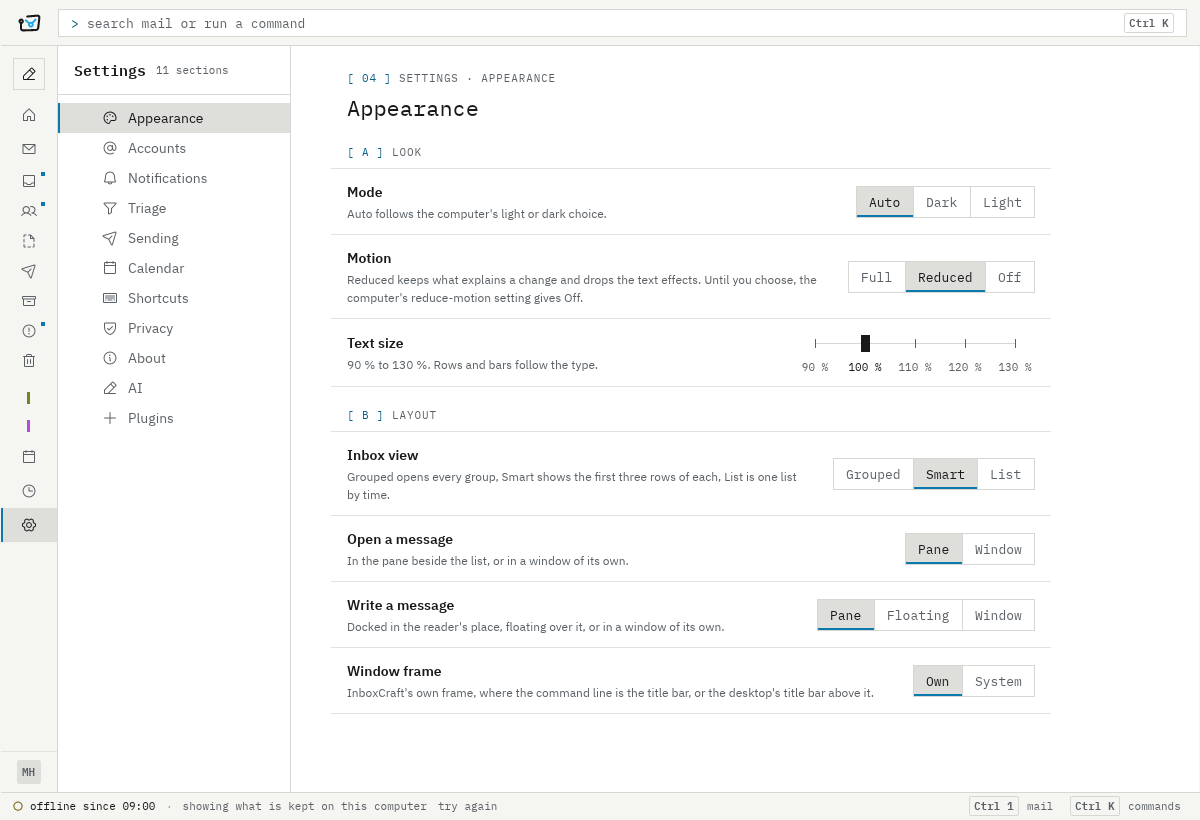 > search mail or run a command
Ctrl K
Settings 11 sections
Appearance
Accounts
Notifications
Triage
Sending
Calendar
Shortcuts
Privacy
About
AI
Plugins
[ 04 ] SETTINGS · APPEARANCE
Appearance
[ A ] LOOK
Mode
Auto follows the computer's light or dark choice.
Auto Dark Light
Motion
Reduced keeps what explains a change and drops the text effects. Until you choose, the
computer's reduce-motion setting gives Off.
Full Reduced Off
Text size
90 % to 130 %. Rows and bars follow the type.
90 % 100 % 110 % 120 % 130 %
[ B ] LAYOUT
Inbox view
Grouped opens every group, Smart shows the first three rows of each, List is one list
by time.
Grouped Smart List
Open a message
In the pane beside the list, or in a window of its own.
Pane Window
Write a message
Docked in the reader's place, floating over it, or in a window of its own.
Pane Floating Window
Window frame
InboxCraft's own frame, where the command line is the title bar, or the desktop's title bar above it.
Own System
MH
offline since 09:00 · showing what is kept on this computer try again
Ctrl 1 mail Ctrl K commands